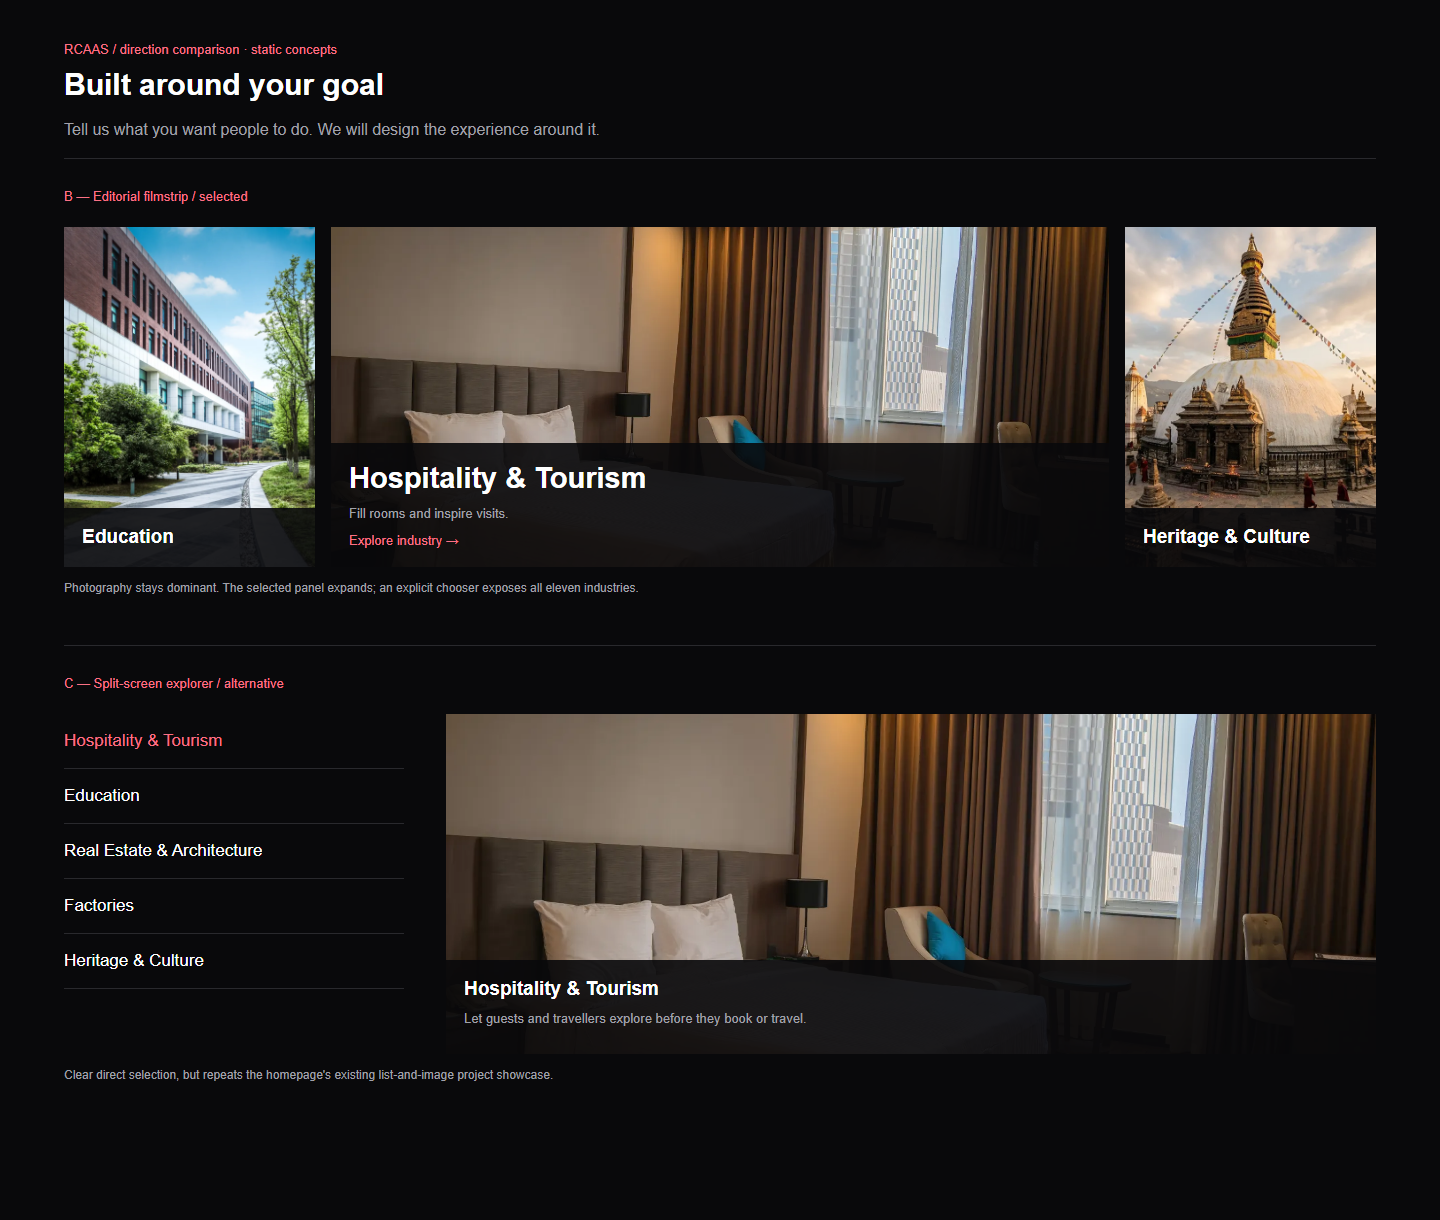 RCAAS / direction comparison · static concepts
Built around your goal
Tell us what you want people to do. We will design the experience around it.
B — Editorial filmstrip / selected
Education
Hospitality & Tourism
Fill rooms and inspire visits.
Explore industry →
Heritage & Culture
Photography stays dominant. The selected panel expands; an explicit chooser exposes all eleven industries.
C — Split-screen explorer / alternative
Hospitality & Tourism
Education
Real Estate & Architecture
Factories
Heritage & Culture
Hospitality & Tourism
Let guests and travellers explore before they book or travel.
Clear direct selection, but repeats the homepage's existing list-and-image project showcase.